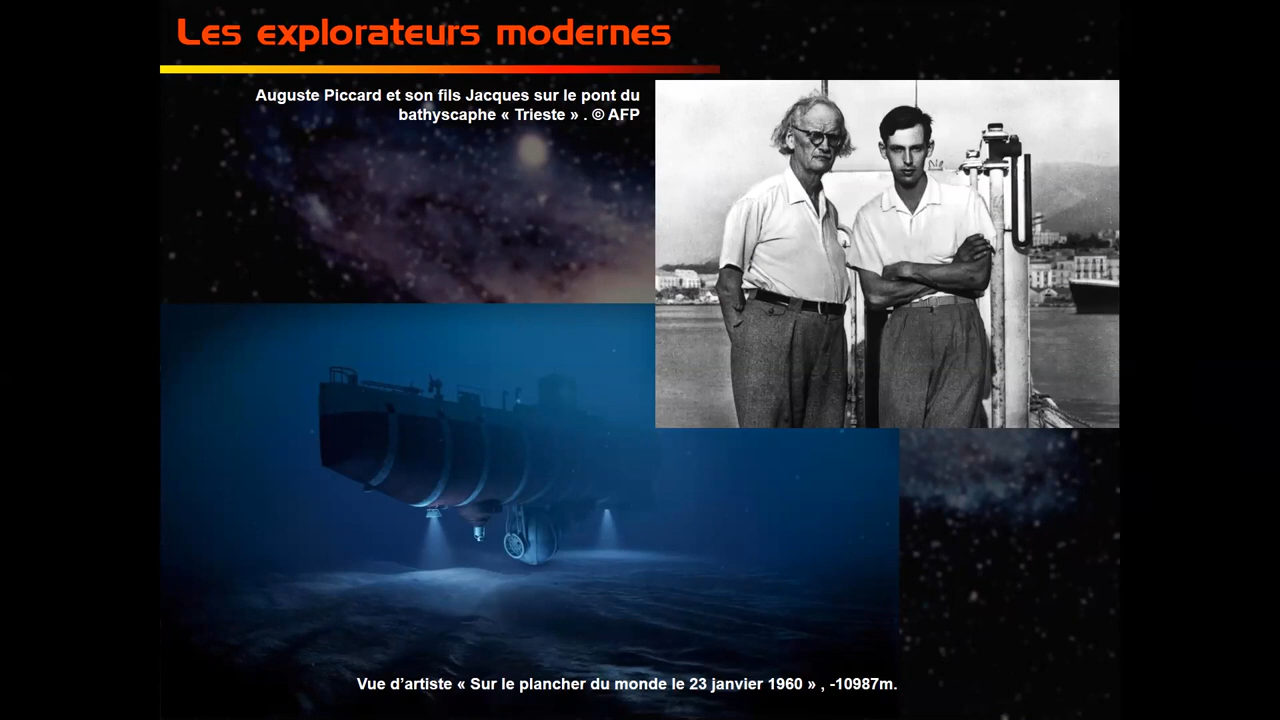 Les explorateurs modernes
Auguste Piccard et son fils Jacques sur le pont du
bathyscaphe « Trieste » . © AFP
Vue d’artiste « Sur le plancher du monde le 23 janvier 1960 » , -10987m.